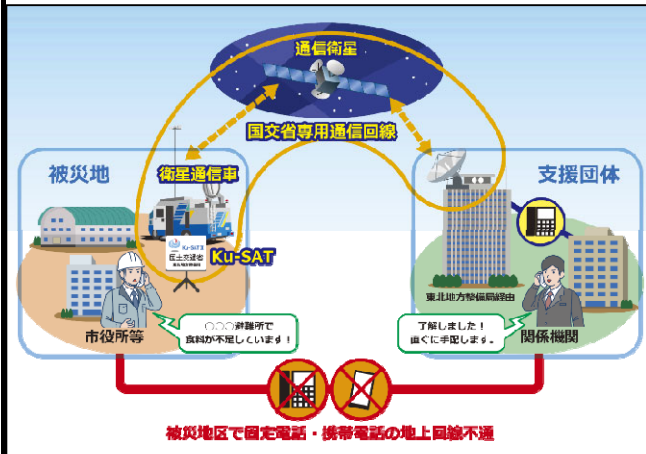 通信衛星
国交省専用通信回線
被災地
衛星通信車
支援団体
Ku-SAT
国土交通省
Ku-SAT
東北地方整備局経由
市役所等
○○○避難所で
食料が不足しています！
了解しました！
直ぐに手配します。
関係機関
被災地区で固定電話・携帯電話の地上回線不通